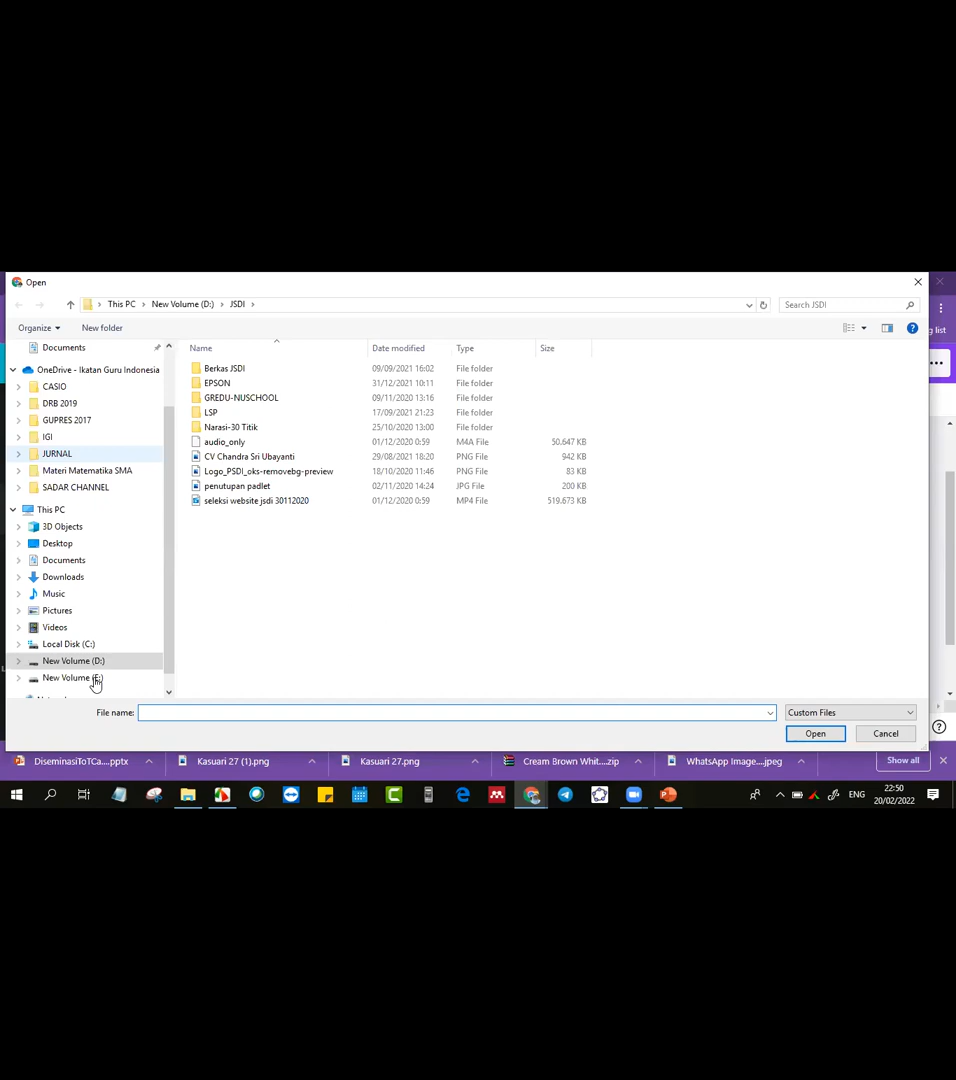 Open
This PC > New Volume (D:) > JSDI >
Search JSDI
Organize
New folder
ng list
Name
Date modified
Type
Size
Documents
OneDrive - Ikatan Guru Indonesia
CASIO
DRB 2019
GUPRES 2017
IGI
JURNAL
Materi Matematika SMA
SADAR CHANNEL
This PC
3D Objects
Desktop
Documents
Downloads
Music
Pictures
Videos
Local Disk (C:)
New Volume (D:)
New Volume (E:)
Berkas JSDI 09/09/2021 16:02 File folder
EPSON 31/12/2021 10:11 File folder
GREDU-NUSCHOOL 09/11/2020 13:16 File folder
LSP 17/09/2021 21:23 File folder
Narasi-30 Titik 25/10/2020 13:00 File folder
audio_only 01/12/2020 0:59 M4A File 50.647 KB
CV Chandra Sri Ubayanti 29/08/2021 18:20 PNG File 942 KB
Logo_PSDI_oks-removebg-preview 18/10/2020 11:46 PNG File 83 KB
penutupan padlet 02/11/2020 14:24 JPG File 200 KB
seleksi website jsdi 30112020 01/12/2020 0:59 MP4 File 519.673 KB
File name:
Custom Files
Open
Cancel
DiseminasiToTCa....pptx
Kasuari 27 (1).png
Kasuari 27.png
Cream Brown Whit....zip
WhatsApp Image....jpeg
Show all
ENG
22:50
20/02/2022